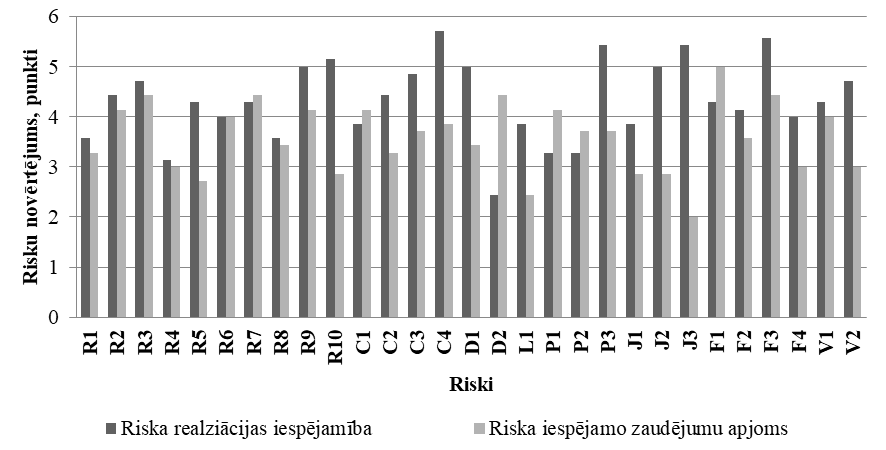 Risku novērtējums, punkti
6
5
4
3
2
1
0
R1 R2 R3 R4 R5 R6 R7 R8 R9 R10 C1 C2 C3 C4 D1 D2 L1 P1 P2 P3 J1 J2 J3 F1 F2 F3 F4 V1 V2
Riski
Riska realziācijas iespējamība Riska iespējamo zaudējumu apjoms